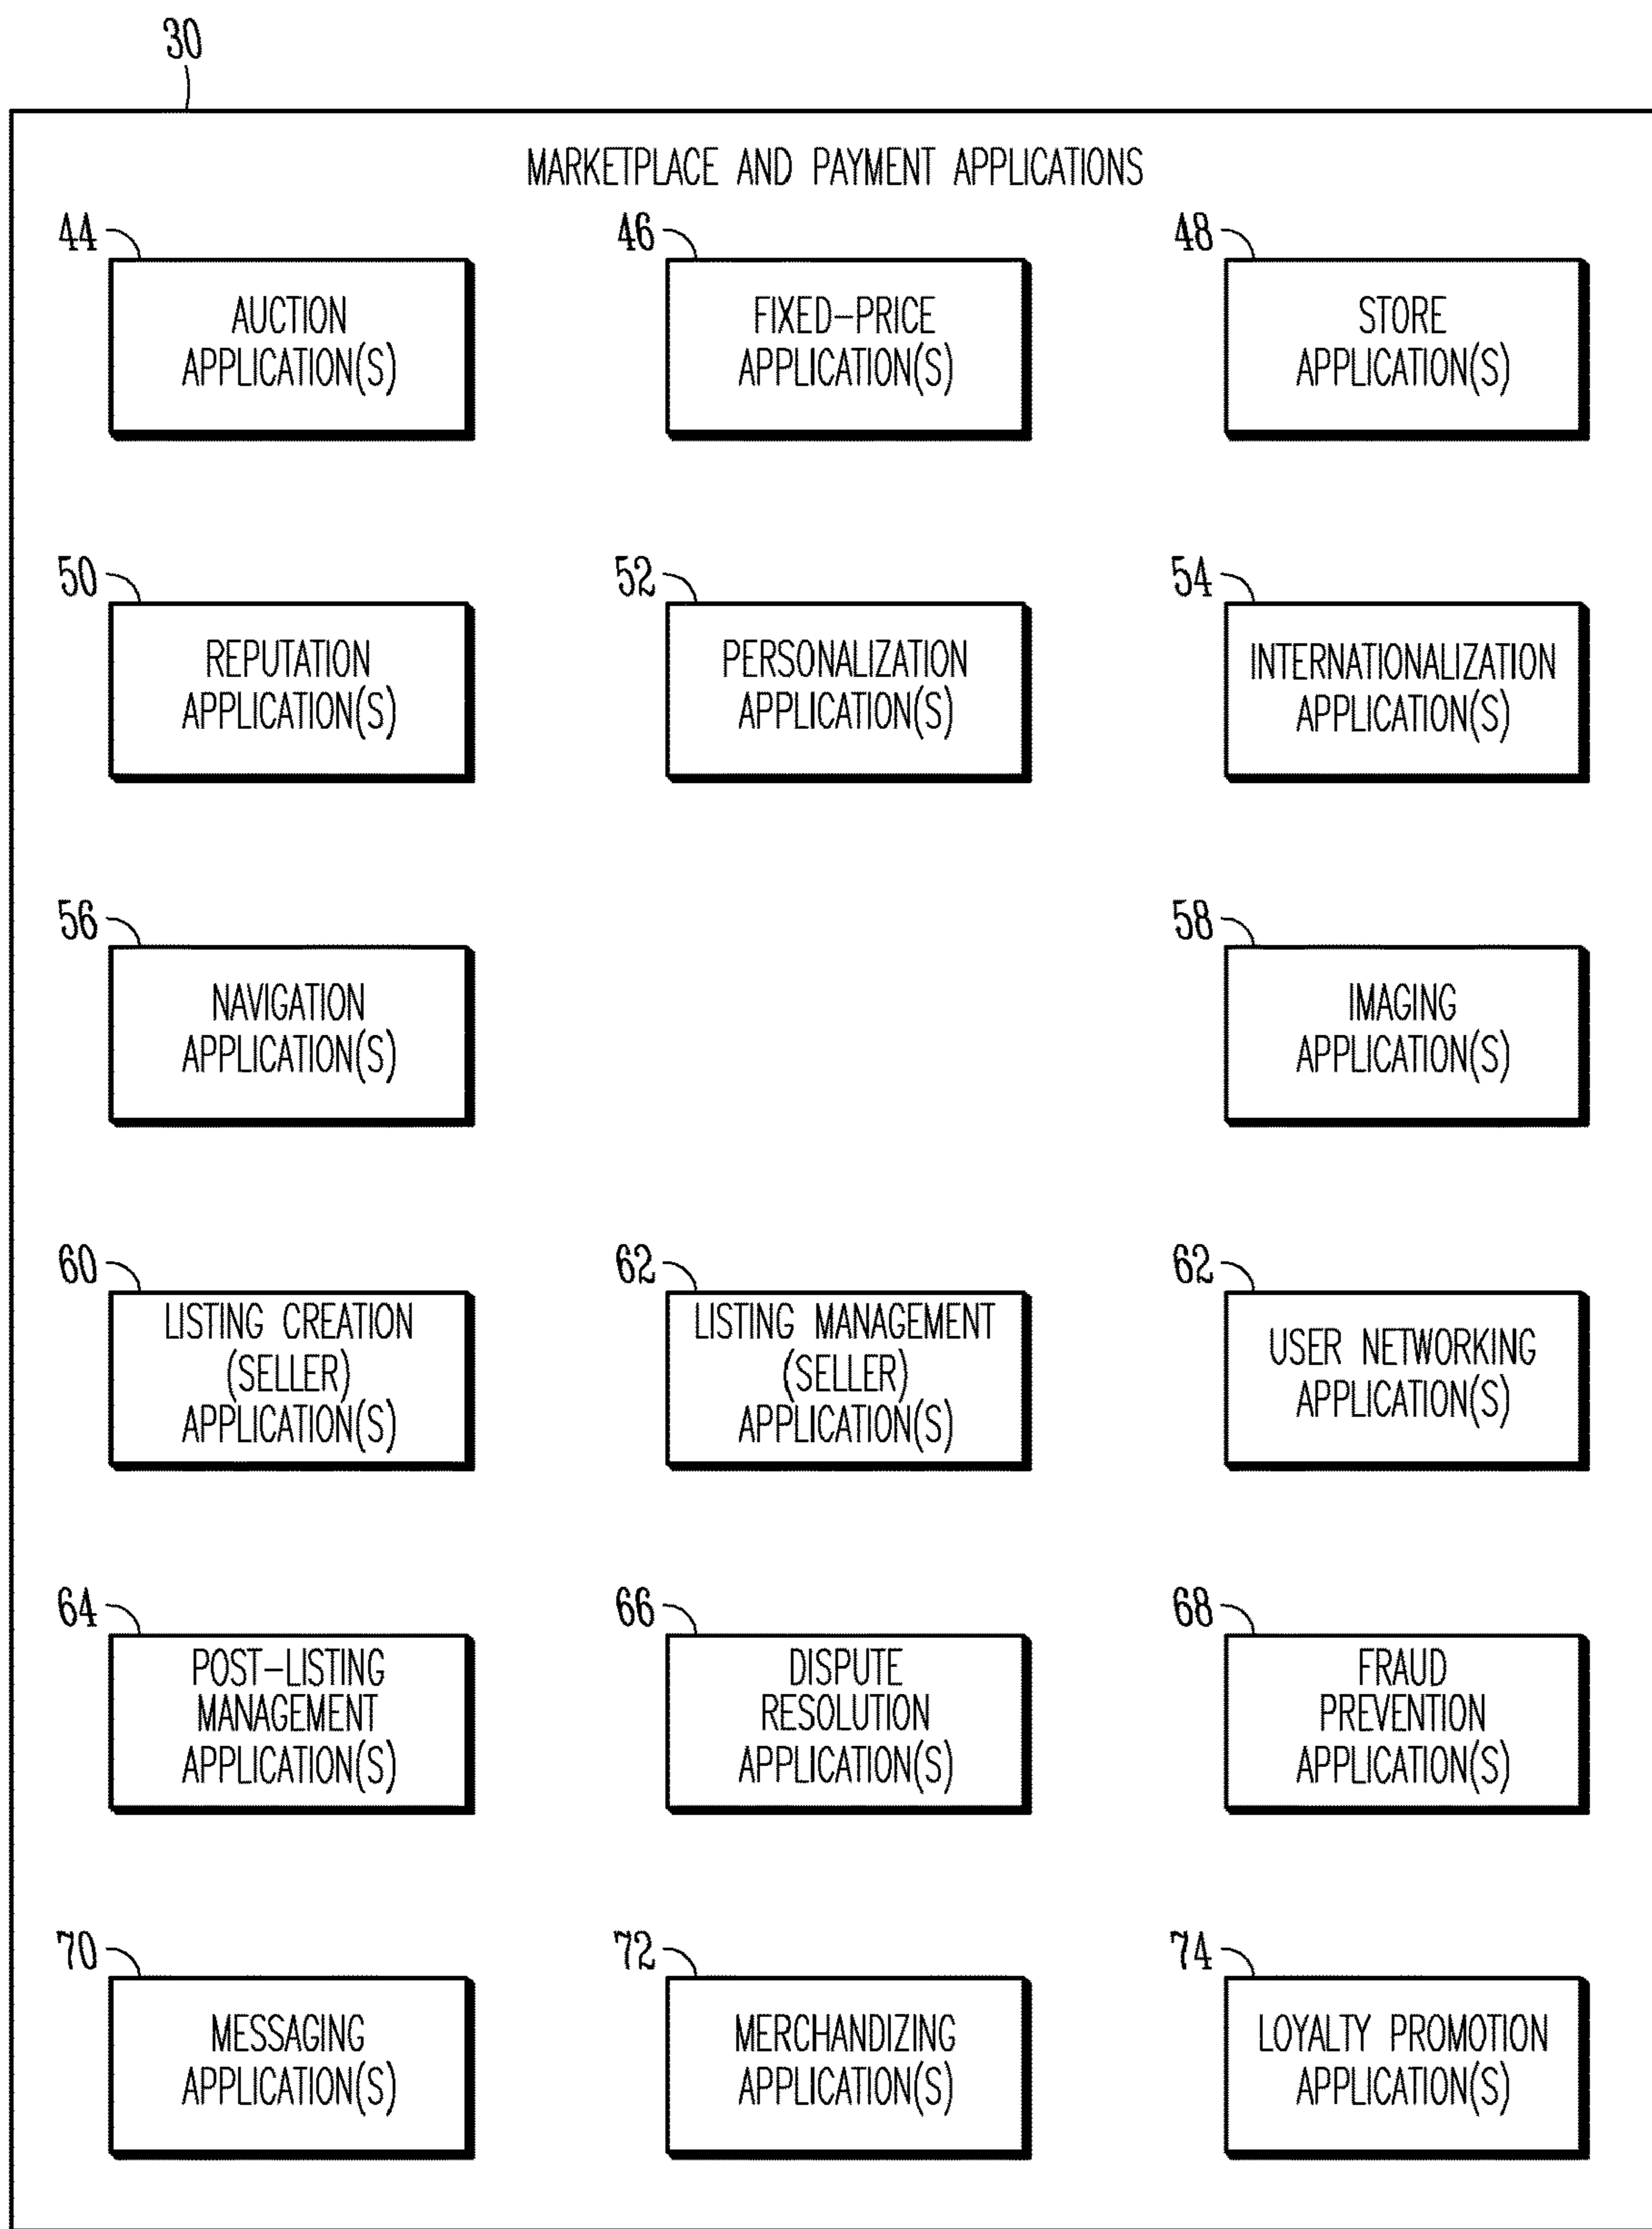 30
MARKETPLACE AND PAYMENT APPLICATIONS
44
AUCTION
APPLICATION(S)
46
FIXED-PRICE
APPLICATION(S)
48
STORE
APPLICATION(S)
50
REPUTATION
APPLICATION(S)
52
PERSONALIZATION
APPLICATION(S)
54
INTERNATIONALIZATION
APPLICATION(S)
56
NAVIGATION
APPLICATION(S)
58
IMAGING
APPLICATION(S)
60
LISTING CREATION
(SELLER)
APPLICATION(S)
62
LISTING MANAGEMENT
(SELLER)
APPLICATION(S)
62
USER NETWORKING
APPLICATION(S)
64
POST-LISTING
MANAGEMENT
APPLICATION(S)
66
DISPUTE
RESOLUTION
APPLICATION(S)
68
FRAUD
PREVENTION
APPLICATION(S)
70
MESSAGING
APPLICATION(S)
72
MERCHANDIZING
APPLICATION(S)
74
LOYALTY PROMOTION
APPLICATION(S)